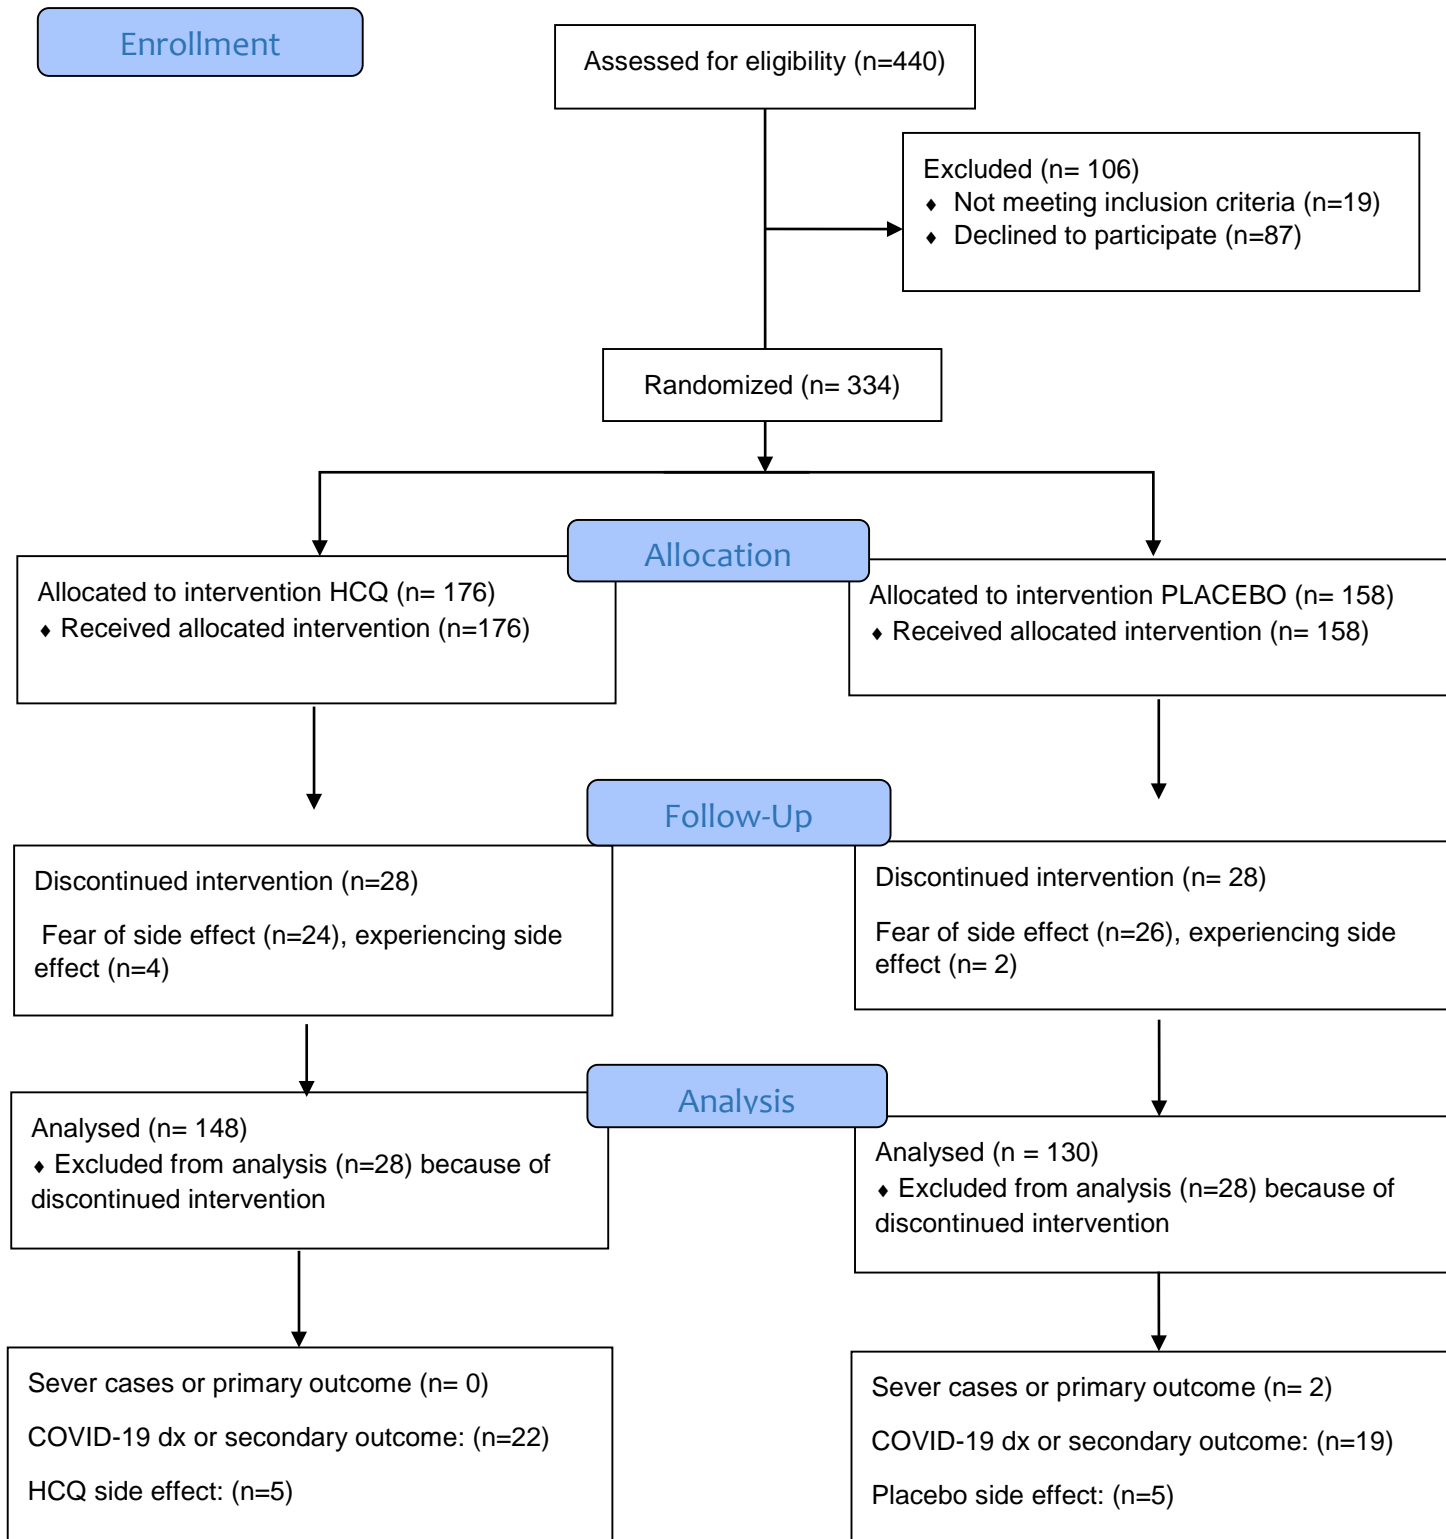 Enrollment
Assessed for eligibility (n=440)
Excluded (n= 106)
♦ Not meeting inclusion criteria (n=19)
♦ Declined to participate (n=87)
Randomized (n= 334)
Allocation
Allocated to intervention HCQ (n= 176)
♦ Received allocated intervention (n=176)
Allocated to intervention PLACEBO (n= 158)
♦ Received allocated intervention (n= 158)
Follow-Up
Discontinued intervention (n=28)
Fear of side effect (n=24), experiencing side
effect (n=4)
Discontinued intervention (n= 28)
Fear of side effect (n=26), experiencing side
effect (n= 2)
Analysis
Analysed (n= 148)
♦ Excluded from analysis (n=28) because of
discontinued intervention
Analysed (n = 130)
♦ Excluded from analysis (n=28) because of
discontinued intervention
Sever cases or primary outcome (n= 0)
COVID-19 dx or secondary outcome: (n=22)
HCQ side effect: (n=5)
Sever cases or primary outcome (n= 2)
COVID-19 dx or secondary outcome: (n=19)
Placebo side effect: (n=5)